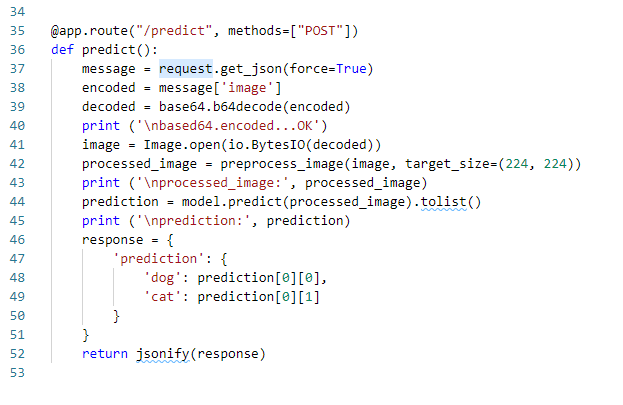 34
35 @app.route("/predict", methods=["POST"])
36 def predict():
37     message = request.get_json(force=True)
38     encoded = message['image']
39     decoded = base64.b64decode(encoded)
40     print ('\nbased64.encoded...OK')
41     image = Image.open(io.BytesIO(decoded))
42     processed_image = preprocess_image(image, target_size=(224, 224))
43     print ('\nprocessed_image:', processed_image)
44     prediction = model.predict(processed_image).tolist()
45     print ('\nprediction:', prediction)
46     response = {
47         'prediction': {
48             'dog': prediction[0][0],
49             'cat': prediction[0][1]
50         }
51     }
52     return jsonify(response)
53